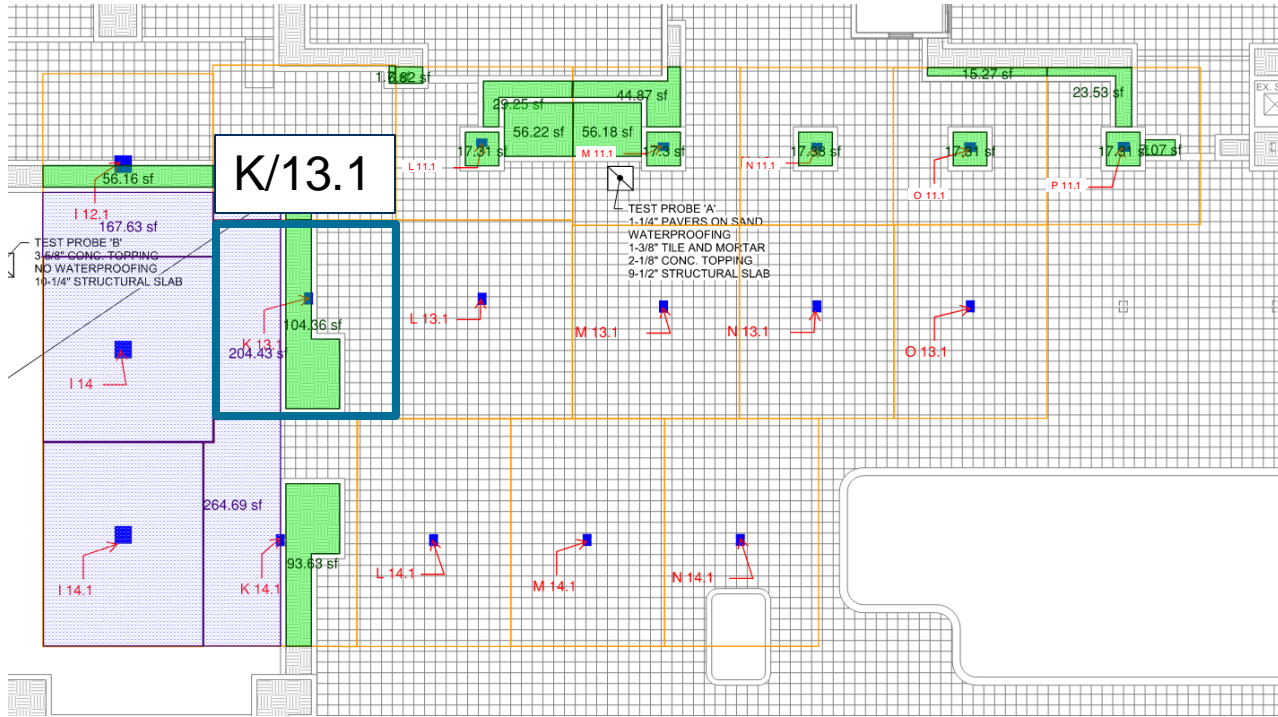 1.78
6.82 sf
15.27 sf
EX. S
29.25 sf
44.87 sf
23.53 sf
56.22 sf
56.18 sf
17.31 sf
M 11.1
17.3 sf
17.38 sf
17.31 sf
17.31 sf
7.07 sf
L 11.1
N 11.1
O 11.1
P 11.1
K/13.1
56.16 sf
I 12.1
167.63 sf
TEST PROBE 'B'
3-5/8" CONC. TOPPING
NO WATERPROOFING
10-1/4" STRUCTURAL SLAB
TEST PROBE 'A'
1-1/4" PAVERS ON SAND
WATERPROOFING
1-3/8" TILE AND MORTAR
2-1/8" CONC. TOPPING
9-1/2" STRUCTURAL SLAB
104.36 sf
K 13.1
204.43 sf
L 13.1
M 13.1
N 13.1
O 13.1
I 14
264.69 sf
93.63 sf
I 14.1
K 14.1
L 14.1
M 14.1
N 14.1